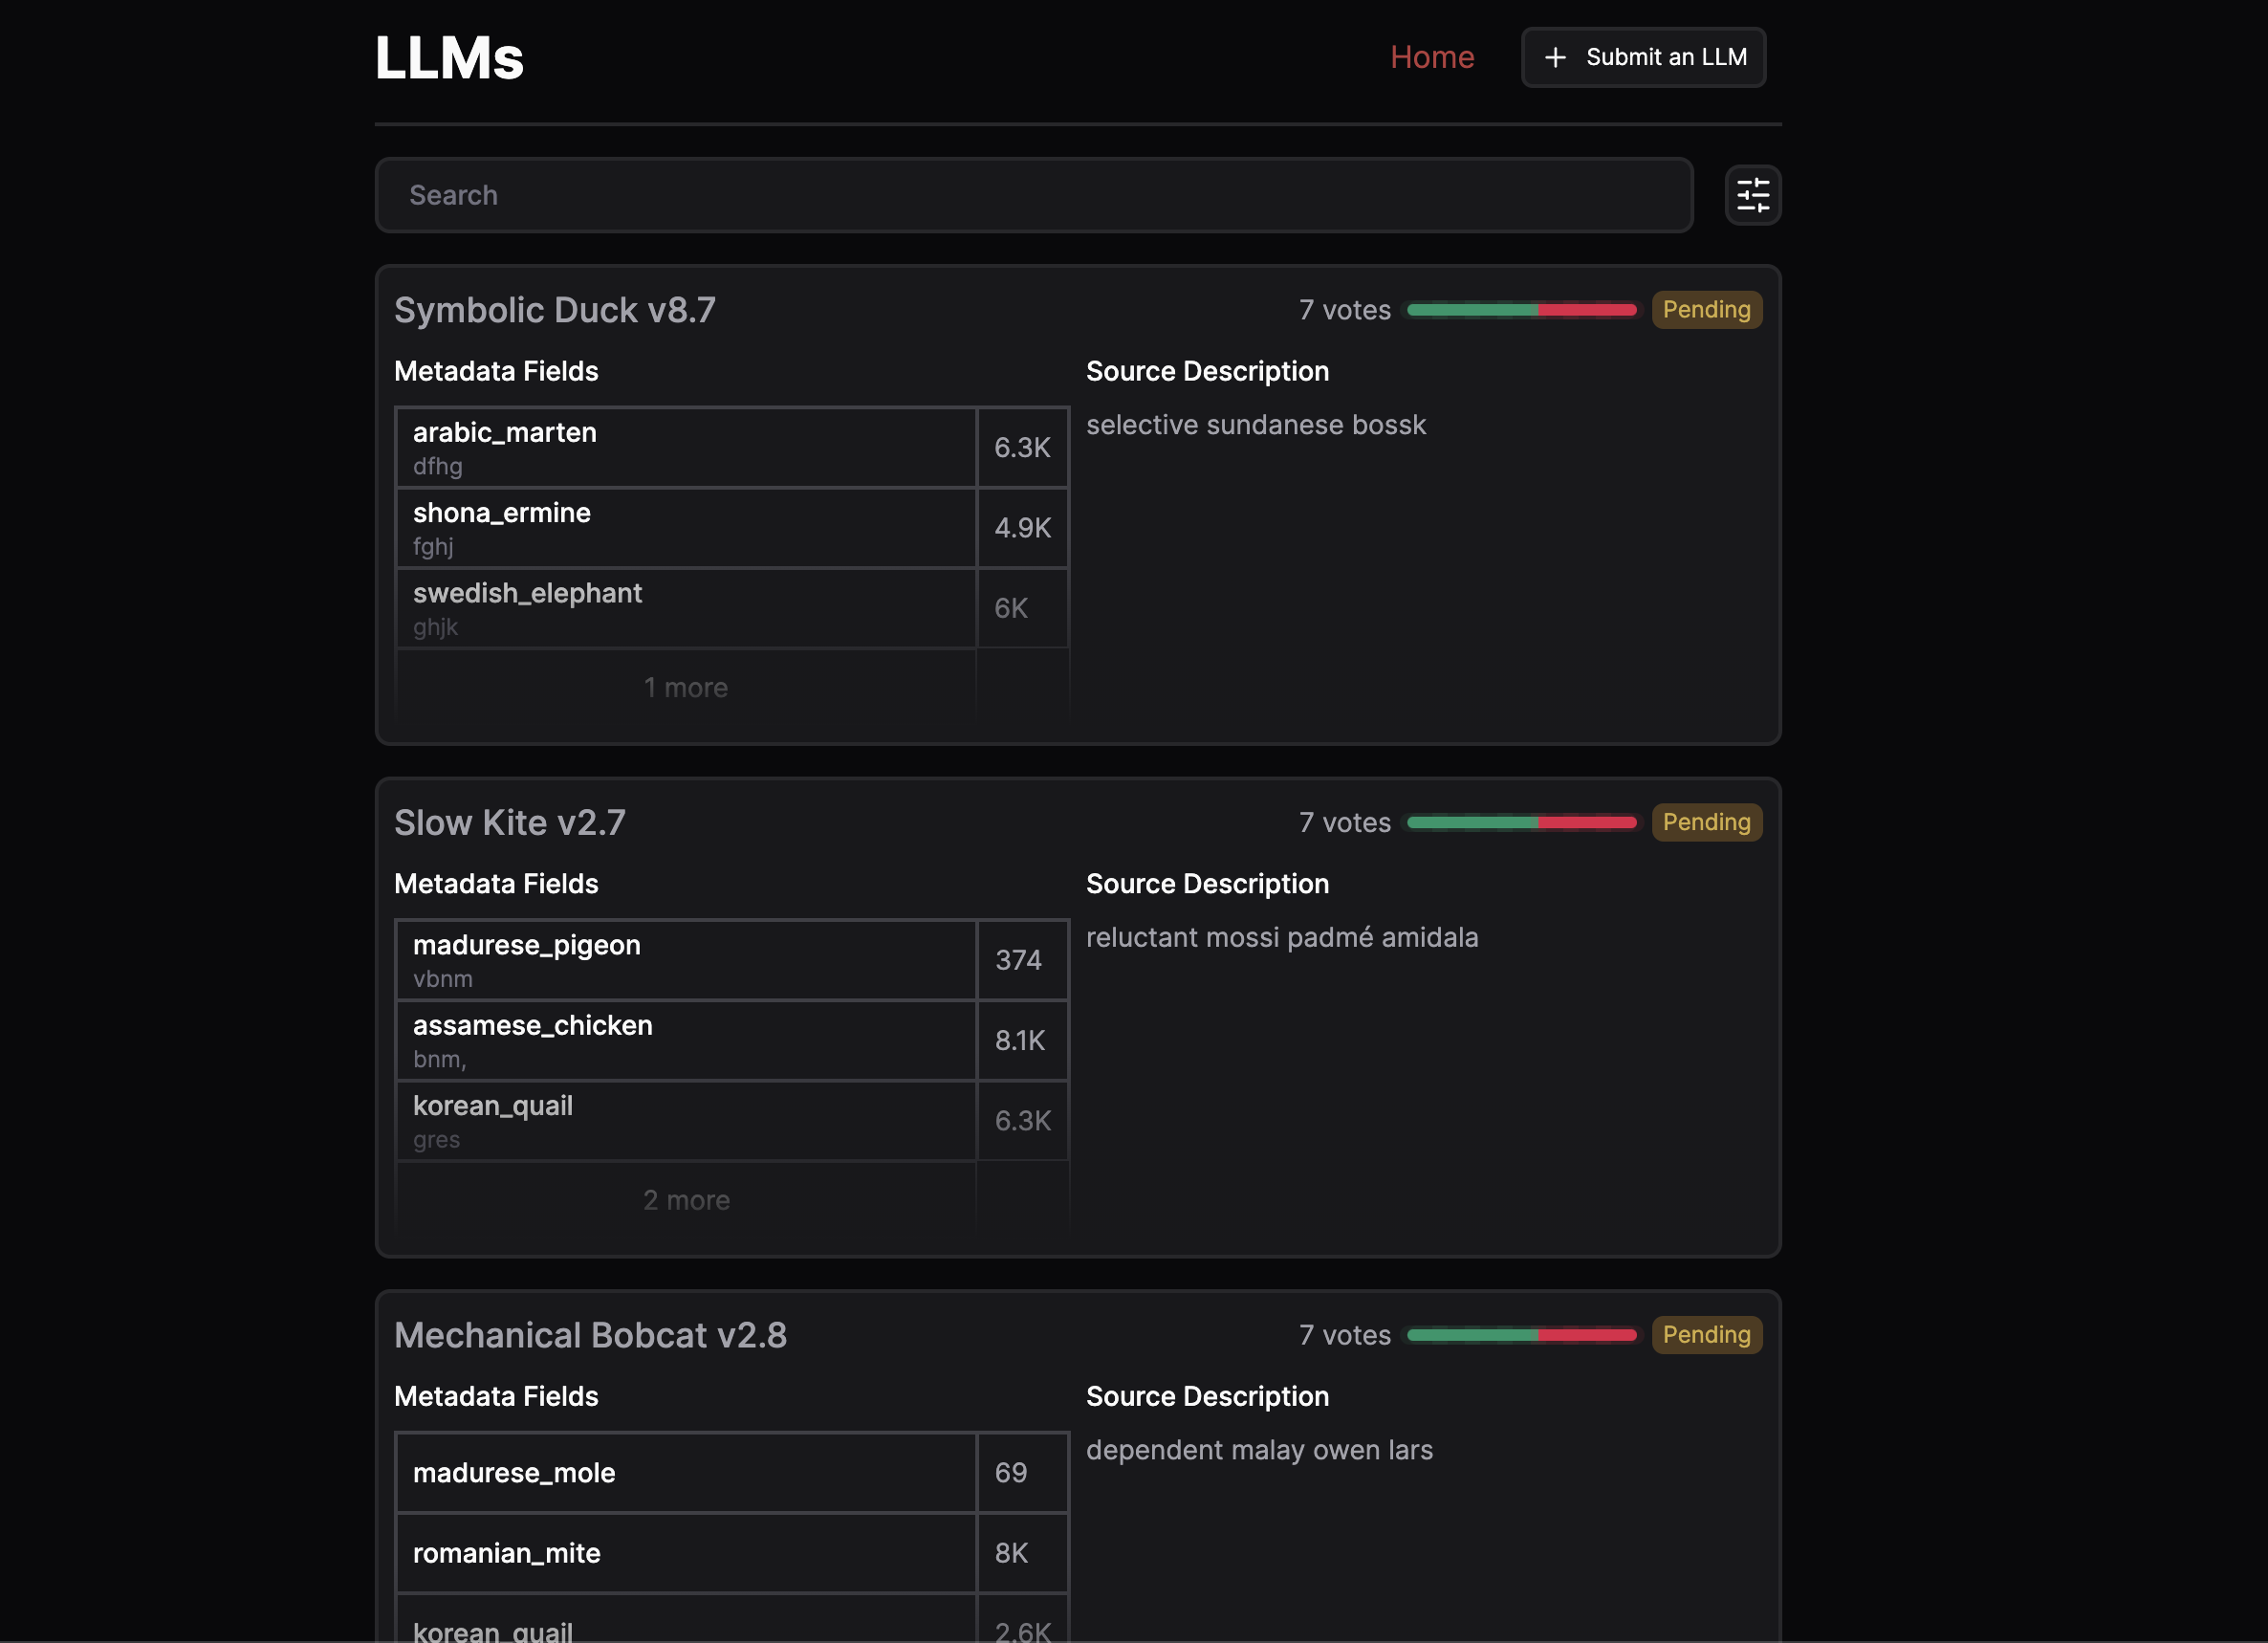 LLMs
Home
+ Submit an LLM
Search
Symbolic Duck v8.7
7 votes
Pending
Metadata Fields
arabic_marten
dfhg
6.3K
shona_ermine
fghj
4.9K
swedish_elephant
ghjk
6K
1 more
Source Description
selective sundanese bossk
Slow Kite v2.7
7 votes
Pending
Metadata Fields
madurese_pigeon
vbnm
374
assamese_chicken
bnm,
8.1K
korean_quail
gres
6.3K
2 more
Source Description
reluctant mossi padmé amidala
Mechanical Bobcat v2.8
7 votes
Pending
Metadata Fields
madurese_mole
69
romanian_mite
8K
korean_quail
2.6K
Source Description
dependent malay owen lars